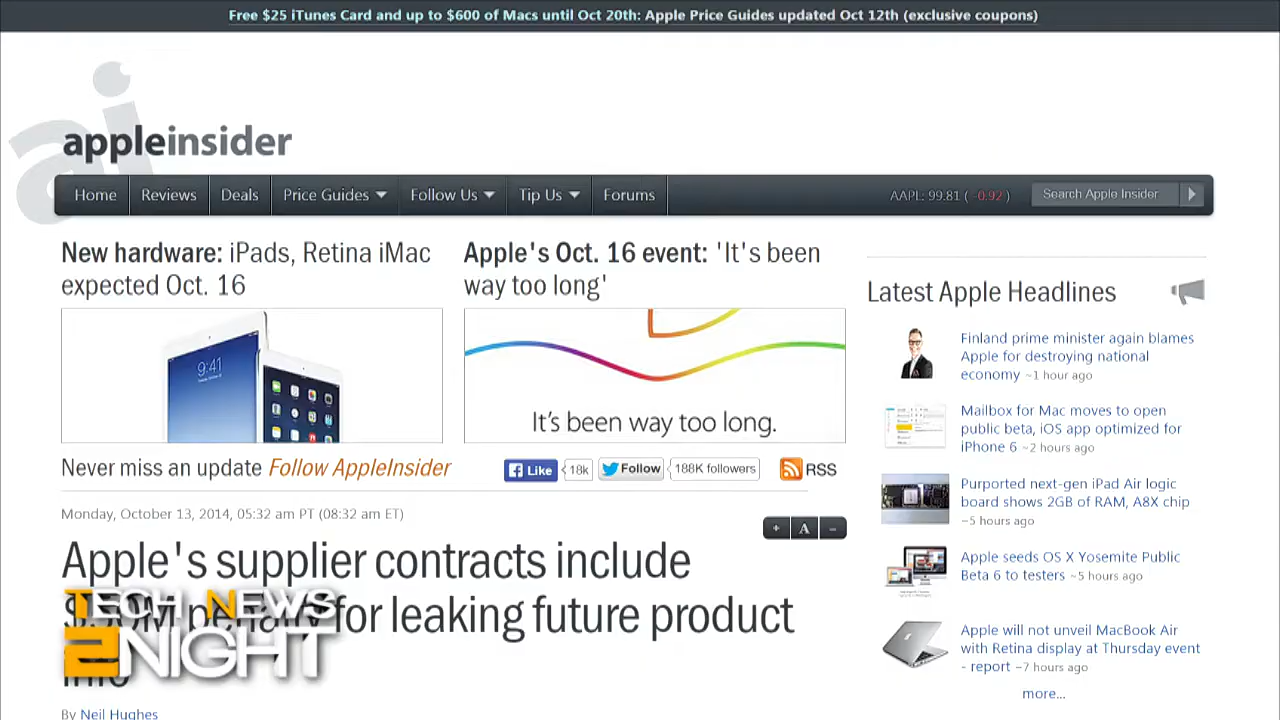 Free $25 iTunes Card and up to $600 of Macs until Oct 20th: Apple Price Guides updated Oct 12th (exclusive coupons)
ai
appleinsider
Home Reviews Deals Price Guides Follow Us Tip Us Forums AAPL: 99.81 ( -0.92 ) Search Apple Insider
New hardware: iPads, Retina iMac
expected Oct. 16
9:41
Apple's Oct. 16 event: 'It's been
way too long'
It's been way too long.
Never miss an update Follow AppleInsider
Like 18k Follow 188K followers RSS
Monday, October 13, 2014, 05:32 am PT (08:32 am ET)
+ A -
Apple's supplier contracts include
penalty for leaking future product
info
By Neil Hughes
TECH NEWS
2NIGHT
Latest Apple Headlines
Finland prime minister again blames
Apple for destroying national
economy ~1 hour ago
Mailbox for Mac moves to open
public beta, iOS app optimized for
iPhone 6 ~2 hours ago
Purported next-gen iPad Air logic
board shows 2GB of RAM, A8X chip
~5 hours ago
Apple seeds OS X Yosemite Public
Beta 6 to testers ~5 hours ago
Apple will not unveil MacBook Air
with Retina display at Thursday event
- report ~7 hours ago
more...